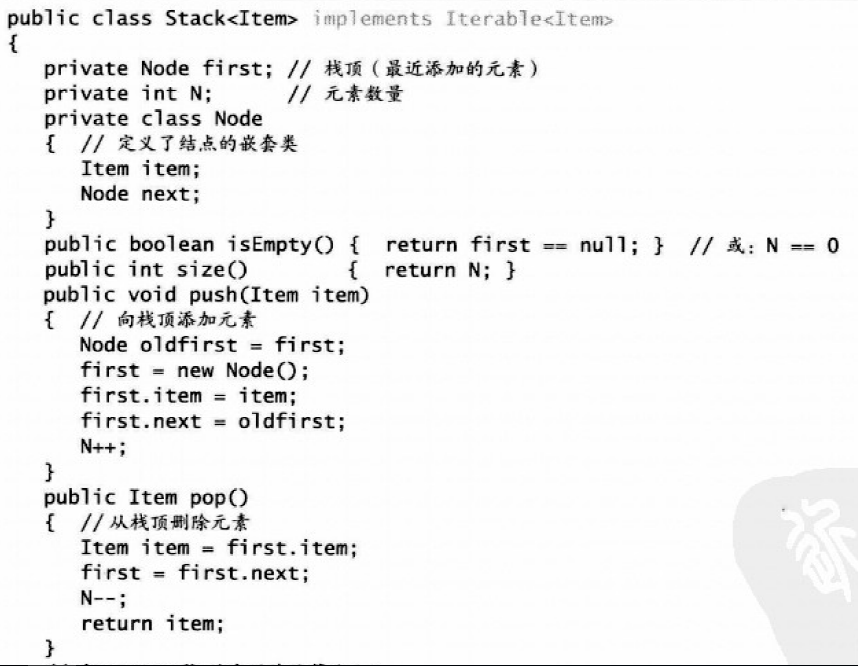 public class Stack<Item> implements Iterable<Item>
{
private Node first; // 栈顶（最近添加的元素）
private int N; // 元素数量
private class Node
{ // 定义了结点的嵌套类
Item item;
Node next;
}
public boolean isEmpty() { return first == null; } // 或：N == 0
public int size() { return N; }
public void push(Item item)
{ // 向栈顶添加元素
Node oldfirst = first;
first = new Node();
first.item = item;
first.next = oldfirst;
N++;
}
public Item pop()
{ // 从栈顶删除元素
Item item = first.item;
first = first.next;
N--;
return item;
}